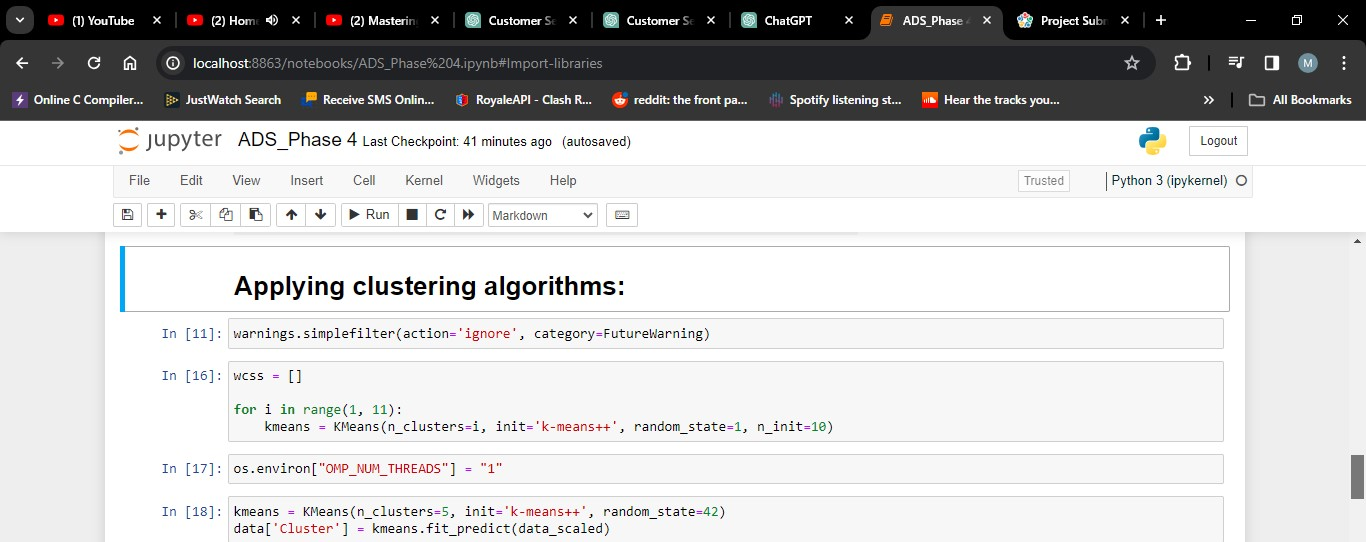 (1) YouTube
(2) Home
(2) Mastering
Customer Se
Customer Se
ChatGPT
ADS_Phase 4
Project Subm
localhost:8863/notebooks/ADS_Phase%204.ipynb#Import-libraries
M
Online C Compiler...
JustWatch Search
Receive SMS Onlin...
RoyaleAPI - Clash R...
reddit: the front pa...
Spotify listening st...
Hear the tracks you...
»
All Bookmarks
jupyter ADS_Phase 4 Last Checkpoint: 41 minutes ago (autosaved)
Logout
File Edit View Insert Cell Kernel Widgets Help
Trusted
Python 3 (ipykernel)
Run
Markdown
Applying clustering algorithms:
In [11]: warnings.simplefilter(action='ignore', category=FutureWarning)
In [16]: wcss = []
for i in range(1, 11):
    kmeans = KMeans(n_clusters=i, init='k-means++', random_state=1, n_init=10)
In [17]: os.environ["OMP_NUM_THREADS"] = "1"
In [18]: kmeans = KMeans(n_clusters=5, init='k-means++', random_state=42)
data['Cluster'] = kmeans.fit_predict(data_scaled)